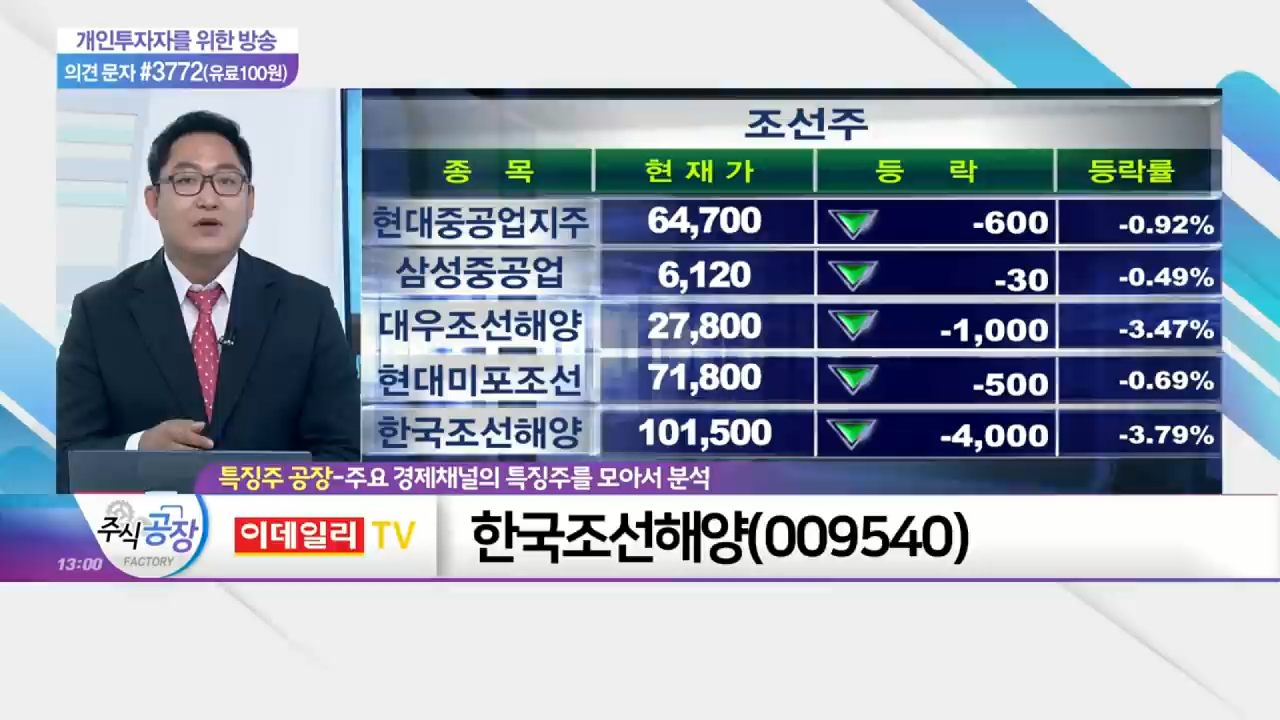 개인투자자를 위한 방송
의견 문자 #3772(유료100원)
조선주
종 목 현 재 가 등 락 등락률
현대중공업지주 64,700 -600 -0.92%
삼성중공업 6,120 -30 -0.49%
대우조선해양 27,800 -1,000 -3.47%
현대미포조선 71,800 -500 -0.69%
한국조선해양 101,500 -4,000 -3.79%
특징주 공장-주요 경제채널의 특징주를 모아서 분석
주식공장
FACTORY
13:00
이데일리 TV
한국조선해양(009540)